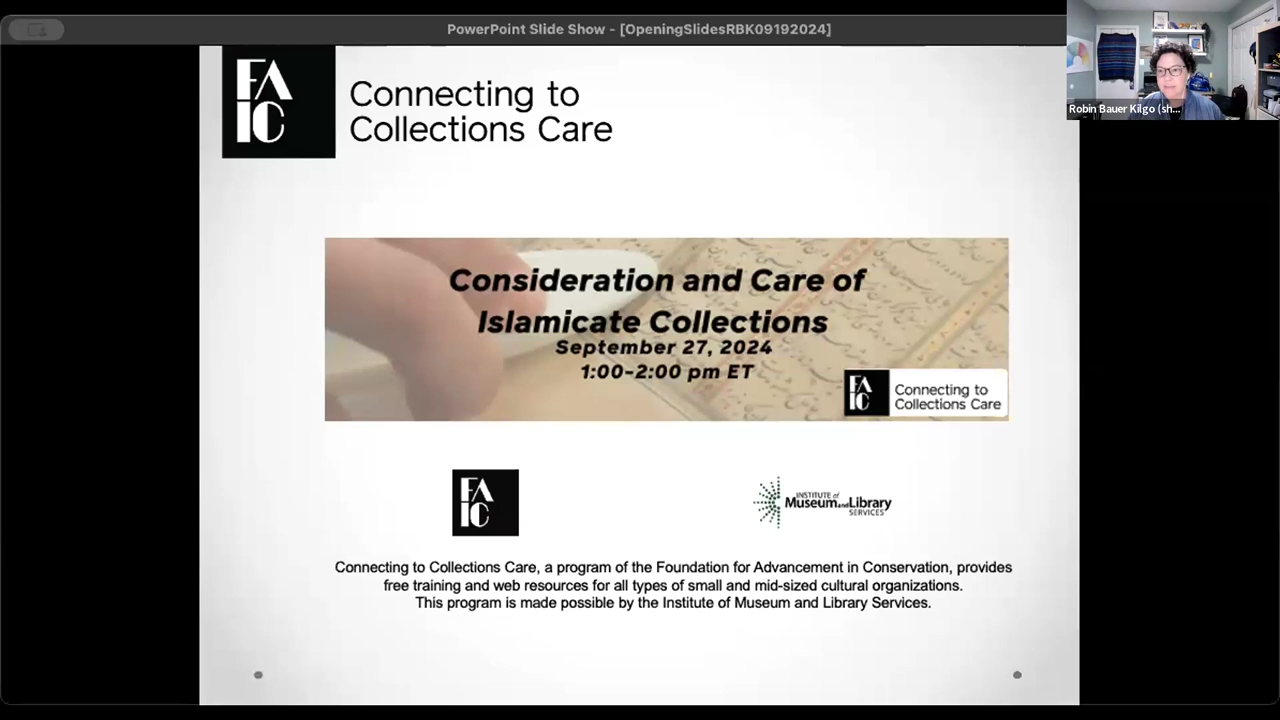 PowerPoint Slide Show - [OpeningSlidesRBK09192024]
Robin Bauer Kilgo (sh...
FA
IC
Connecting to
Collections Care
Consideration and Care of
Islamicate Collections
September 27, 2024
1:00-2:00 pm ET
FA
IC
Connecting to
Collections Care
FA
IC
INSTITUTE of
Museum and Library
SERVICES
Connecting to Collections Care, a program of the Foundation for Advancement in Conservation, provides
free training and web resources for all types of small and mid-sized cultural organizations.
This program is made possible by the Institute of Museum and Library Services.